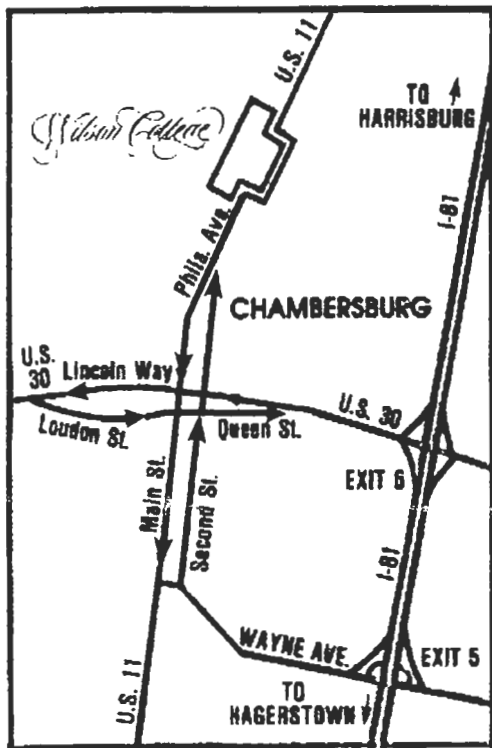 U.S. 11
TO
HARRISBURG
Wilson College
I-81
Phila. Ave.
CHAMBERSBURG
U.S.
30
Lincoln Way
U.S. 30
Loudon St.
Queen St.
EXIT 6
Main St.
Second St.
I-81
WAYNE AVE.
EXIT 5
U.S. 11
TO
HAGERSTOWN